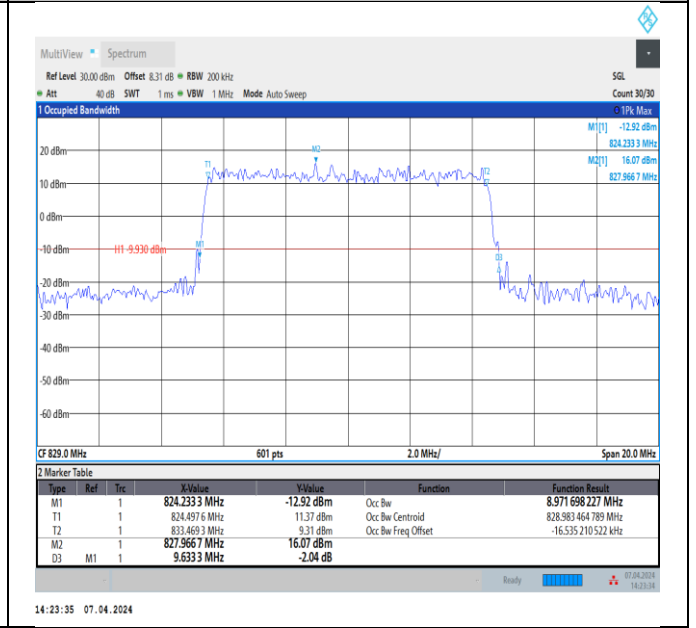 MultiView Spectrum
Ref Level 30.00 dBm Offset 8.31 dB RBW 200 kHz SGL
Att 40 dB SWT 1 ms VBW 1 MHz Mode Auto Sweep Count 30/30
1 Occupied Bandwidth 1Pk Max
M1[1] -12.92 dBm
824.233 3 MHz
M2[1] 16.07 dBm
827.966 7 MHz
M2
T1
T2
20 dBm
10 dBm
0 dBm
-10 dBm
H1 -9.930 dBm
M1
D3
-20 dBm
-30 dBm
-40 dBm
-50 dBm
-60 dBm
CF 829.0 MHz 601 pts 2.0 MHz/ Span 20.0 MHz
2 Marker Table
Type Ref Trc X-Value Y-Value Function Function Result
M1 1 824.233 3 MHz -12.92 dBm Occ Bw 8.971 698 227 MHz
T1 1 824.497 6 MHz 11.37 dBm Occ Bw Centroid 828.983 464 789 MHz
T2 1 833.469 3 MHz 9.31 dBm Occ Bw Freq Offset -16.535 210 522 kHz
M2 1 827.966 7 MHz 16.07 dBm
D3 M1 1 9.633 3 MHz -2.04 dB
Ready 07.04.2024
14:23:34
14:23:35 07.04.2024